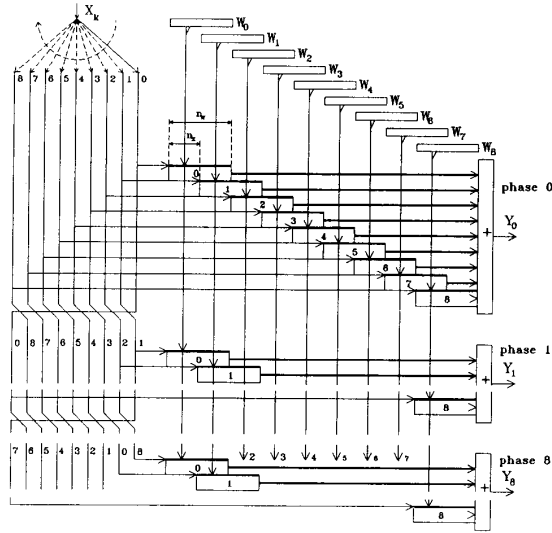 X_k
W_0
W_1
W_2
W_3
W_4
W_5
W_6
W_7
W_8
8 7 6 5 4 3 2 1 0
n_x
0
1
2
3
4
5
6
7
8
+
phase 0
Y_0
0 8 7 6 5 4 3 2 1
0
1
8
+
phase 1
Y_1
7 6 5 4 3 2 1 0 8
0
1
2 3 4 5 6 7
8
+
phase 8
Y_8